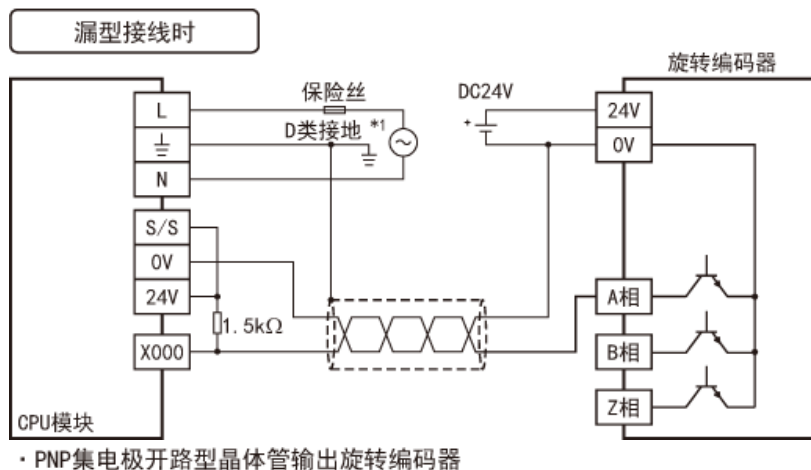 漏型接线时
旋转编码器
保险丝
DC24V
L
24V
D类接地 *1
+
0V
N
S/S
0V
24V
A相
1.5kΩ
X000
B相
Z相
CPU模块
·PNP集电极开路型晶体管输出旋转编码器